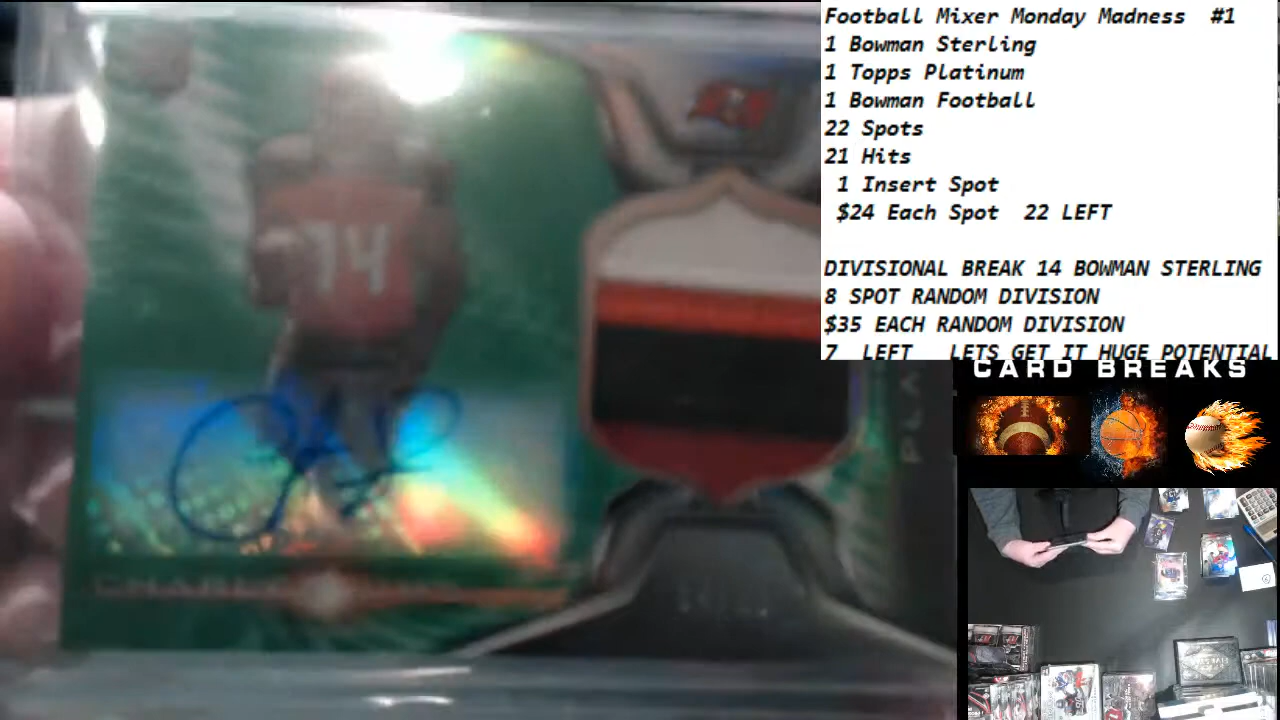 Football Mixer Monday Madness #1
1 Bowman Sterling
1 Topps Platinum
1 Bowman Football
22 Spots
21 Hits
1 Insert Spot
$24 Each Spot 22 LEFT
DIVISIONAL BREAK 14 BOWMAN STERLING
8 SPOT RANDOM DIVISION
$35 EACH RANDOM DIVISION
7 LEFT LETS GET IT HUGE POTENTIAL
CARD BREAKS
74